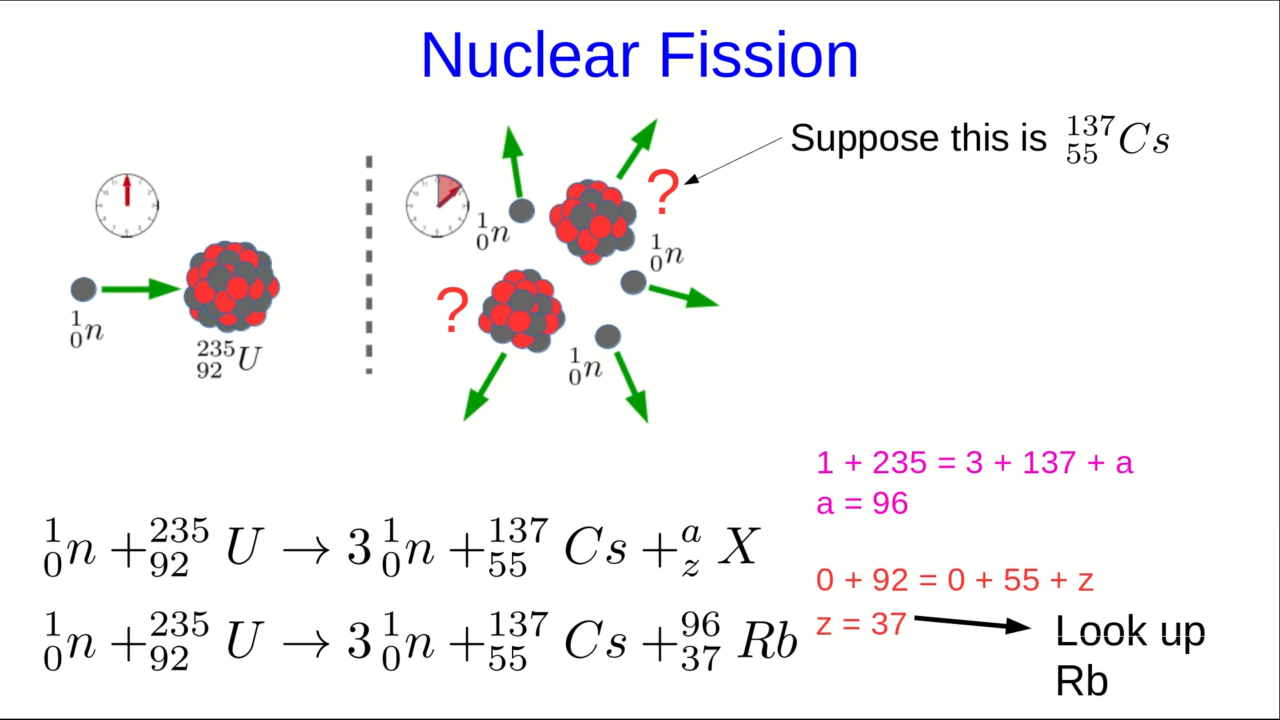 Nuclear Fission
Suppose this is ¹³⁷₅₅Cs
?
¹₀n
¹₀n
?
¹₀n
¹₀n
²³⁵₉₂U
1 + 235 = 3 + 137 + a
a = 96
¹₀n + ²³⁵₉₂U → 3 ¹₀n + ¹³⁷₅₅Cs + ᵃ_zX
0 + 92 = 0 + 55 + z
z = 37
Look up
Rb
¹₀n + ²³⁵₉₂U → 3 ¹₀n + ¹³⁷₅₅Cs + ⁹⁶₃₇Rb